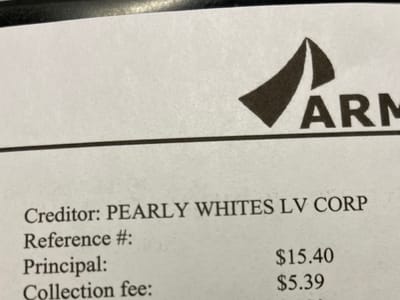 ARM
Creditor: PEARLY WHITES LV CORP
Reference #:
Principal: $15.40
Collection fee: $5.39